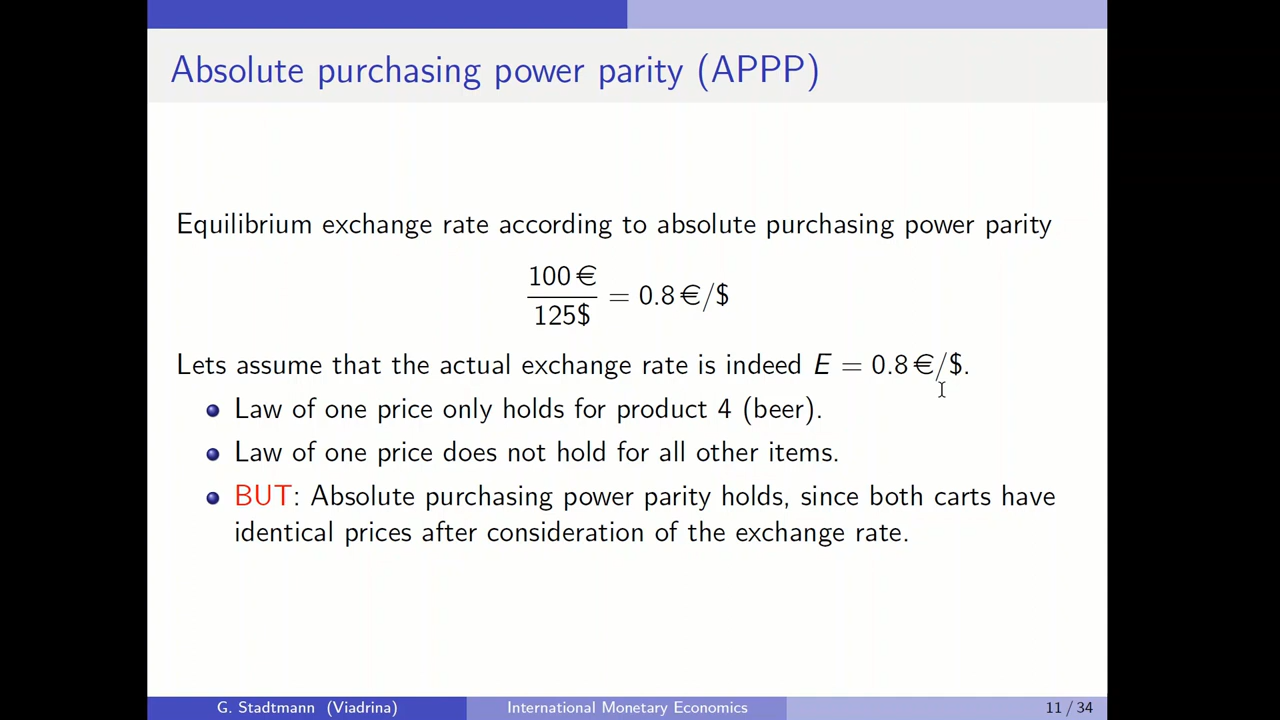 Absolute purchasing power parity (APPP)
Equilibrium exchange rate according to absolute purchasing power parity
100 €
125$
= 0.8 €/$
Lets assume that the actual exchange rate is indeed E = 0.8 €/$.
Law of one price only holds for product 4 (beer).
Law of one price does not hold for all other items.
BUT: Absolute purchasing power parity holds, since both carts have
identical prices after consideration of the exchange rate.
G. Stadtmann (Viadrina) International Monetary Economics 11 / 34